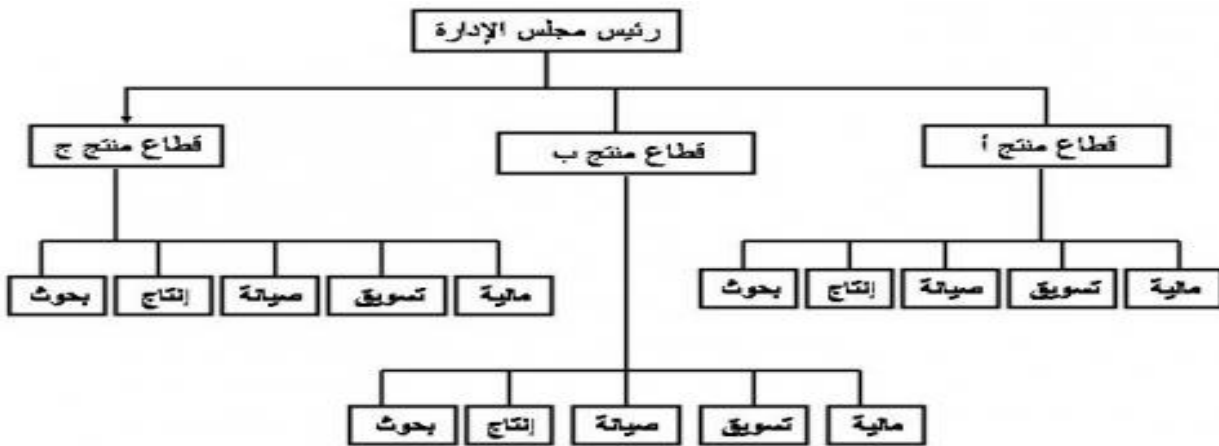 رئيس مجلس الإدارة
قطاع منتج أ
قطاع منتج ب
قطاع منتج ج
مالية
تسويق
صيانة
إنتاج
بحوث
مالية
تسويق
صيانة
إنتاج
بحوث
مالية
تسويق
صيانة
إنتاج
بحوث